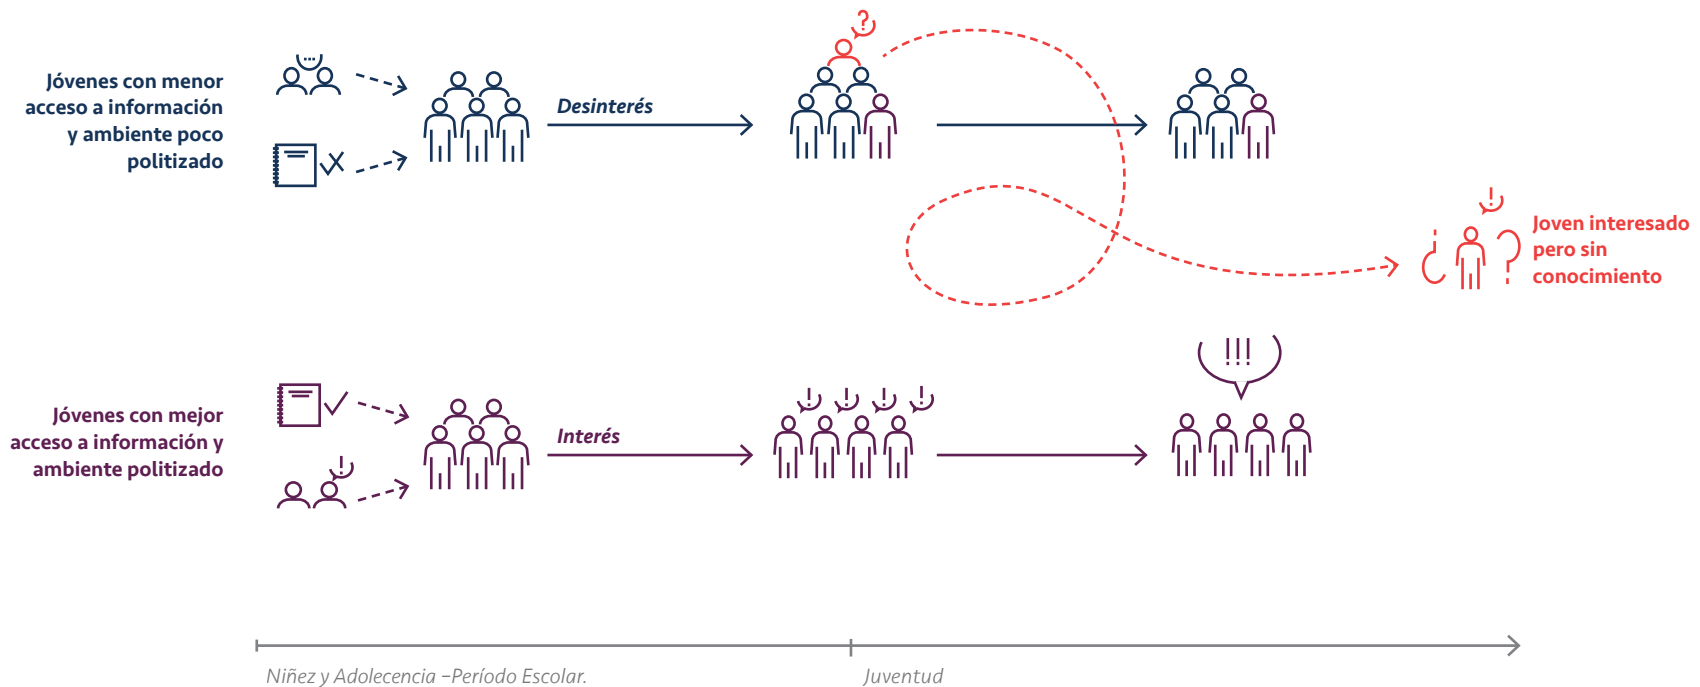 Jóvenes con menor
acceso a información
y ambiente poco
politizado
...
Desinterés
?
!
¿
?
Joven interesado
pero sin
conocimiento
Jóvenes con mejor
acceso a información y
ambiente politizado
!
Interés
! ! ! !
!!!
Niñez y Adolecencia –Período Escolar.
Juventud